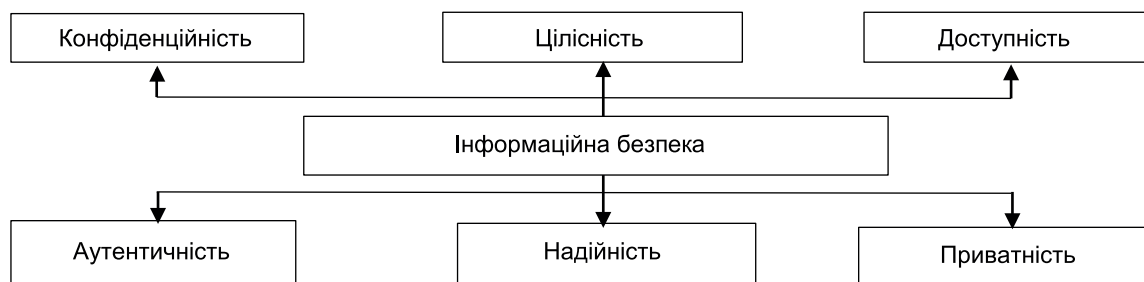 Конфіденційність
Цілісність
Доступність
Інформаційна безпека
Аутентичність
Надійність
Приватність